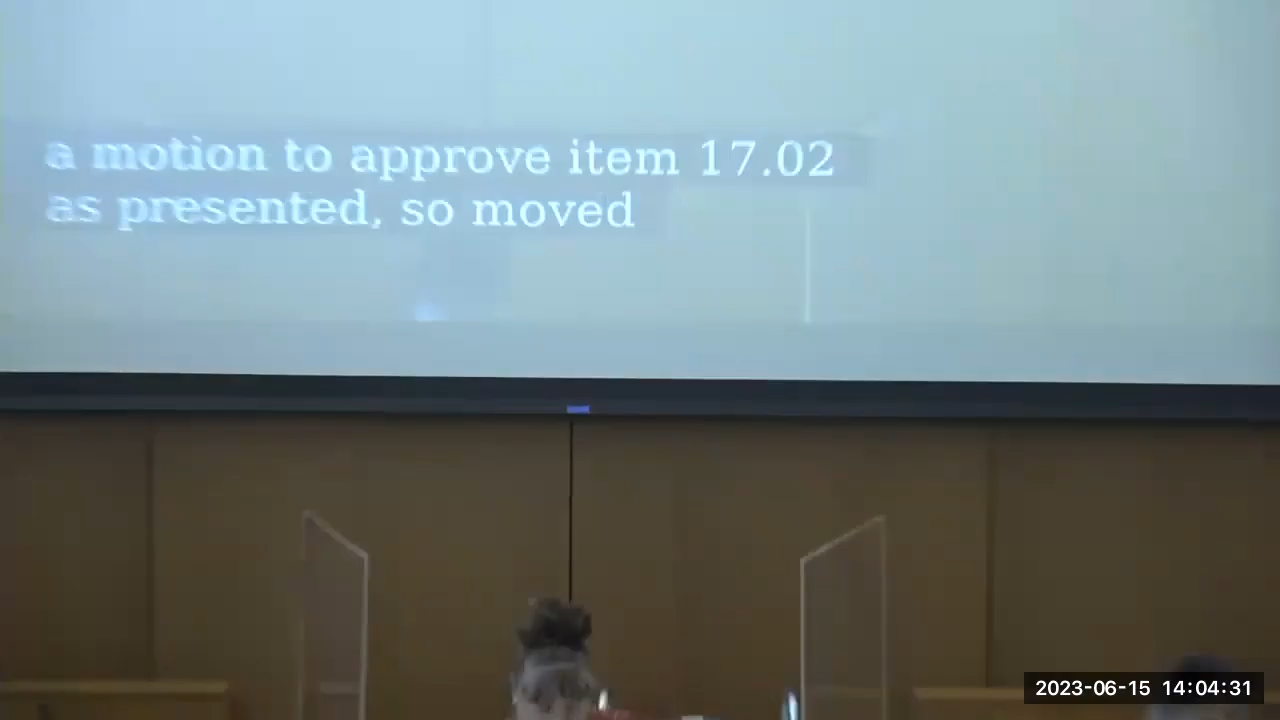 a motion to approve item 17.02
as presented, so moved
2023-06-15 14:04:31